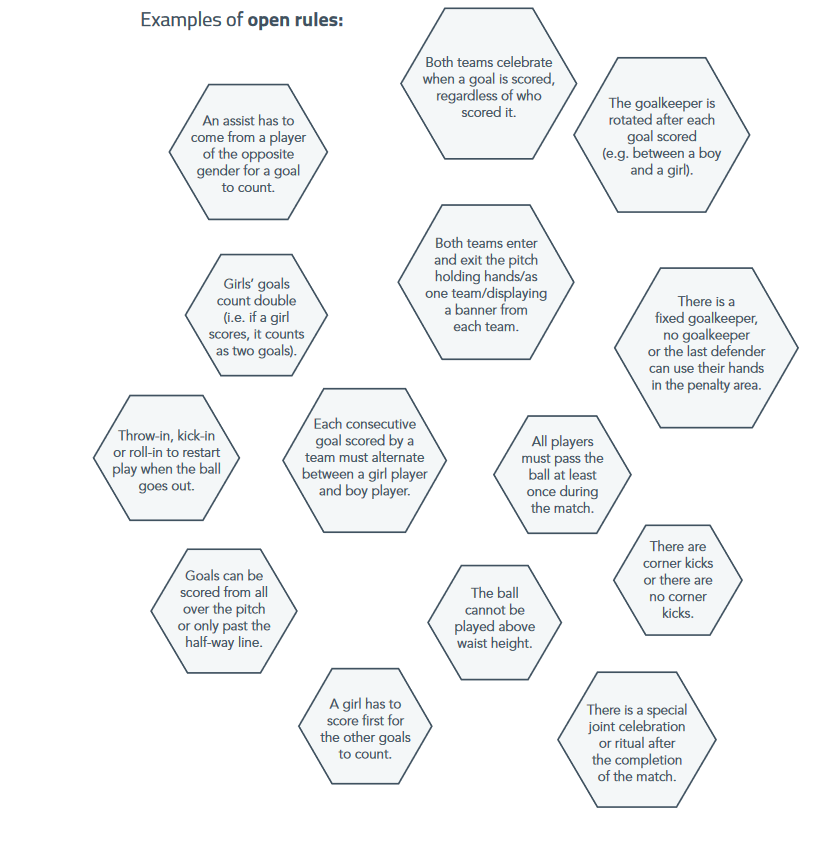 Examples of open rules:
Both teams celebrate
when a goal is scored,
regardless of who
scored it.
The goalkeeper is
rotated after each
goal scored
(e.g. between a boy
and a girl).
An assist has to
come from a player
of the opposite
gender for a goal
to count.
Both teams enter
and exit the pitch
holding hands/as
one team/displaying
a banner from
each team.
Girls' goals
count double
(i.e. if a girl
scores, it counts
as two goals).
There is a
fixed goalkeeper,
no goalkeeper
or the last defender
can use their hands
in the penalty area.
Throw-in, kick-in
or roll-in to restart
play when the ball
goes out.
Each consecutive
goal scored by a
team must alternate
between a girl player
and boy player.
All players
must pass the
ball at least
once during
the match.
There are
corner kicks
or there are
no corner
kicks.
Goals can be
scored from all
over the pitch
or only past the
half-way line.
The ball
cannot be
played above
waist height.
A girl has to
score first for
the other goals
to count.
There is a special
joint celebration
or ritual after
the completion
of the match.